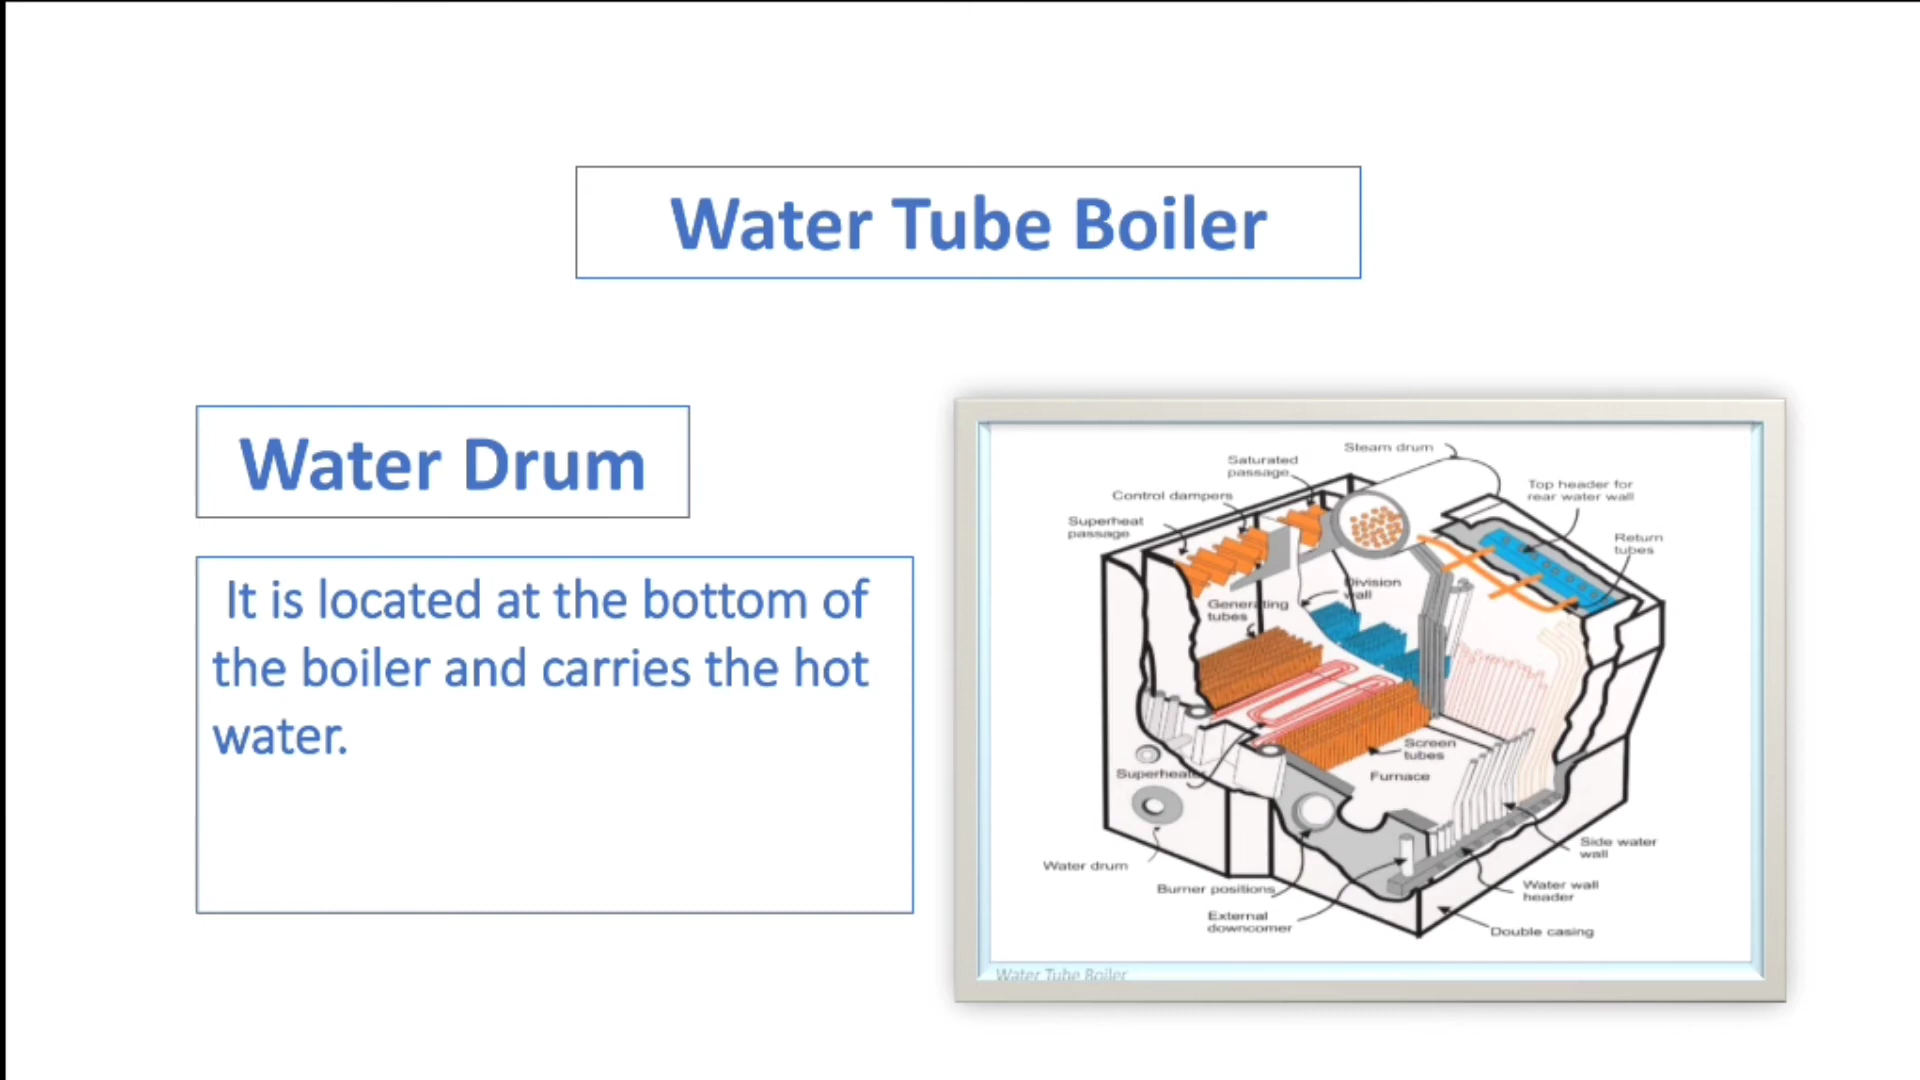 Water Tube Boiler
Water Drum
It is located at the bottom of
the boiler and carries the hot
water.
Steam drum
Saturated
passage
Control dampers
Superheat
passage
Top header for
rear water wall
Return
tubes
Division
wall
Generating
tubes
Screen
tubes
Furnace
Superheater
Water drum
Burner positions
External
downcomer
Side water
wall
Water wall
header
Double casing
Water Tube Boiler